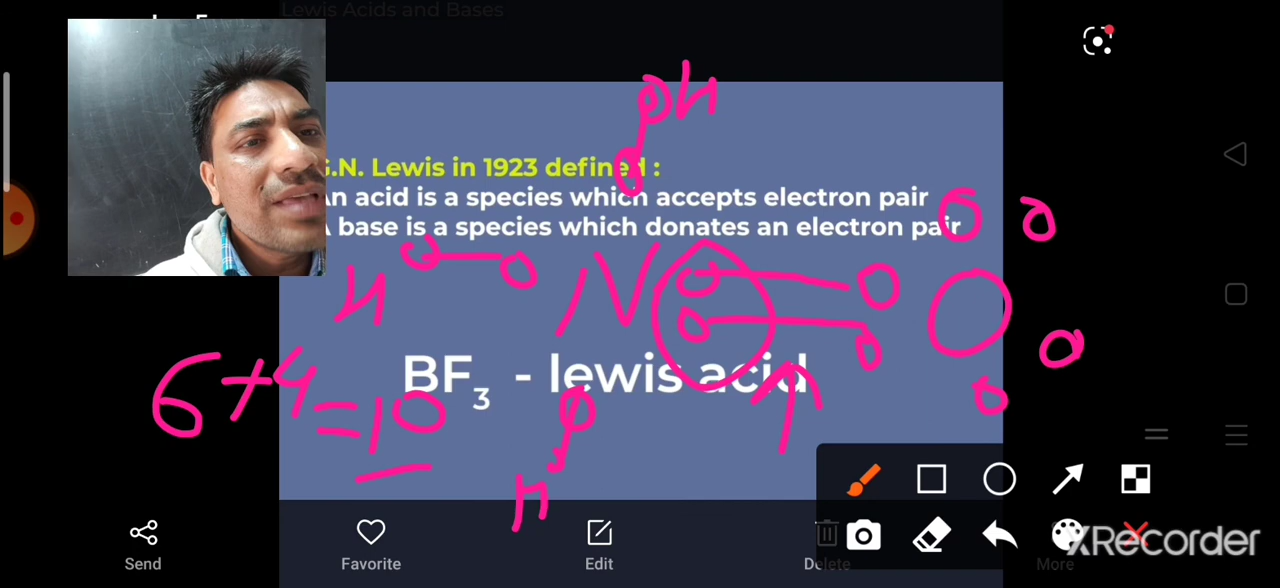 Lewis Acids and Bases
G.N. Lewis in 1923 defined :
An acid is a species which accepts electron pair
A base is a species which donates an electron pair
H
H N O
6+4=10
BF₃ - lewis acid
H
Send
Favorite
Edit
Delete
More
XRecorder